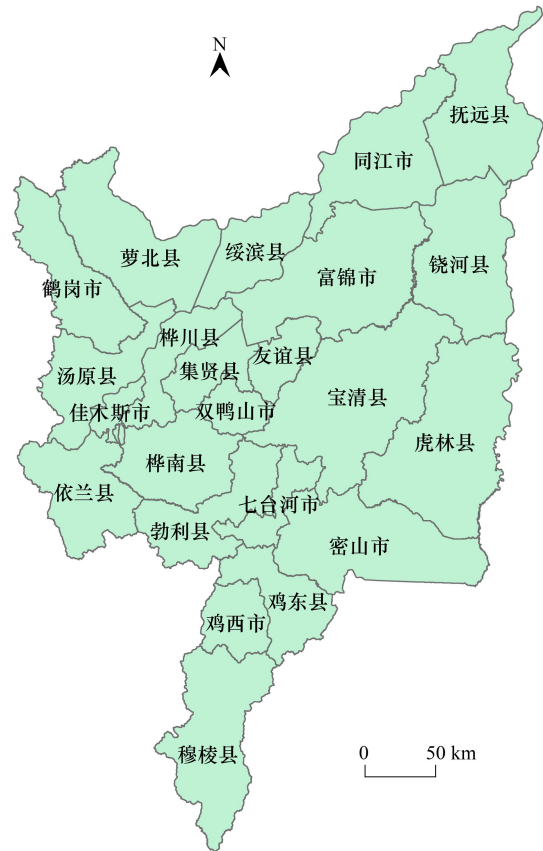 N
抚远县
同江市
绥滨县
萝北县
饶河县
富锦市
鹤岗市
桦川县
友谊县
集贤县
汤原县
宝清县
佳木斯市
双鸭山市
虎林县
桦南县
依兰县
七台河市
勃利县
密山市
鸡东县
鸡西市
穆棱县
0 50 km